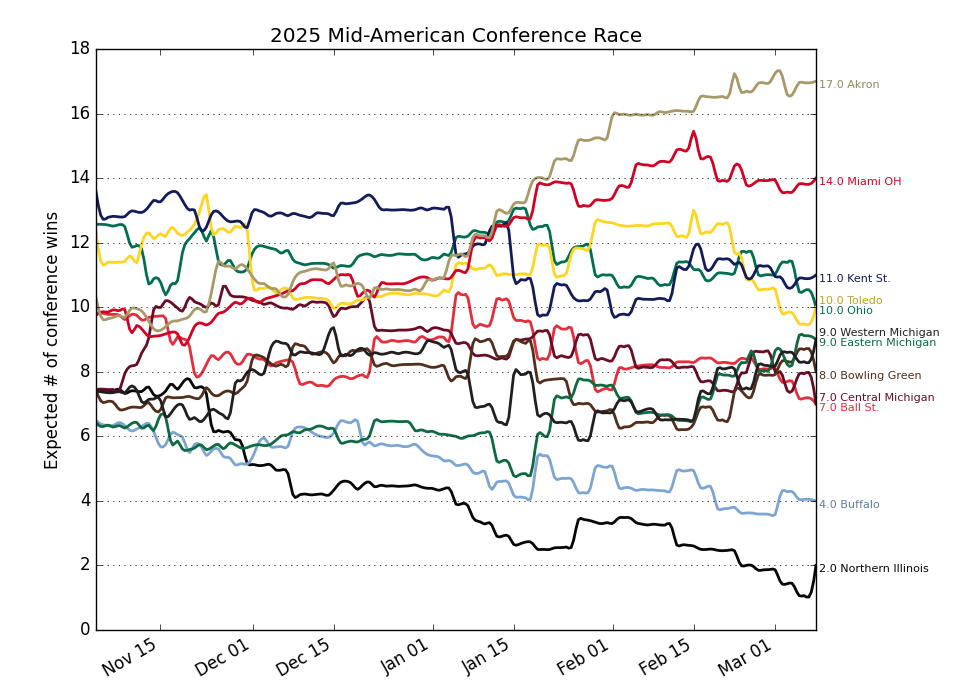 2025 Mid-American Conference Race
Expected # of conference wins
18
16
14
12
10
8
6
4
2
0
Nov 15
Dec 01
Dec 15
Jan 01
Jan 15
Feb 01
Feb 15
Mar 01
17.0 Akron
14.0 Miami OH
11.0 Kent St.
10.0 Toledo
10.0 Ohio
9.0 Western Michigan
9.0 Eastern Michigan
8.0 Bowling Green
7.0 Central Michigan
7.0 Ball St.
4.0 Buffalo
2.0 Northern Illinois